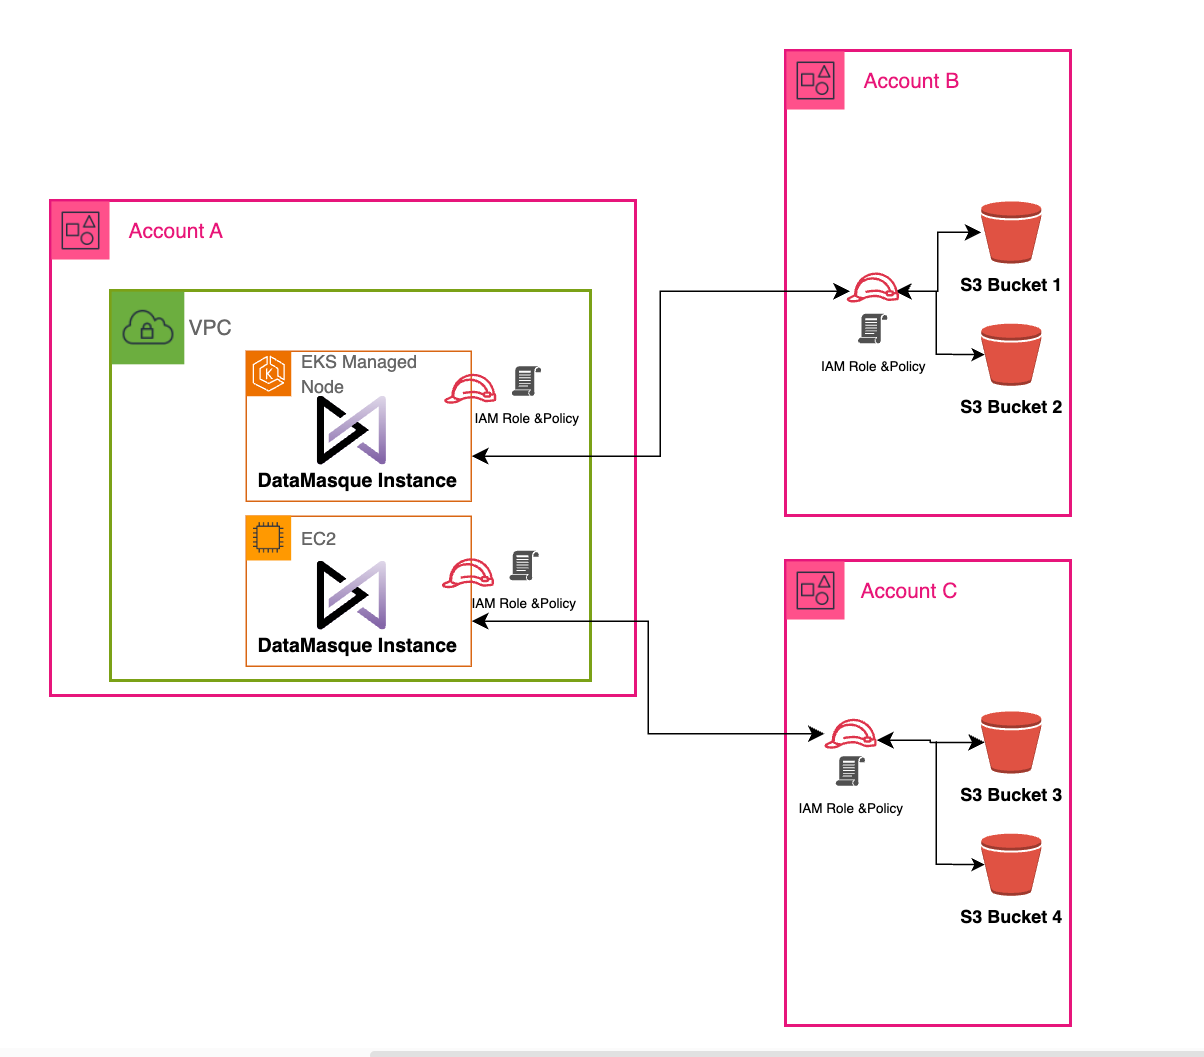 Account A
VPC
EKS Managed
Node
IAM Role &Policy
DataMasque Instance
EC2
IAM Role &Policy
DataMasque Instance
Account B
S3 Bucket 1
IAM Role &Policy
S3 Bucket 2
Account C
S3 Bucket 3
IAM Role &Policy
S3 Bucket 4